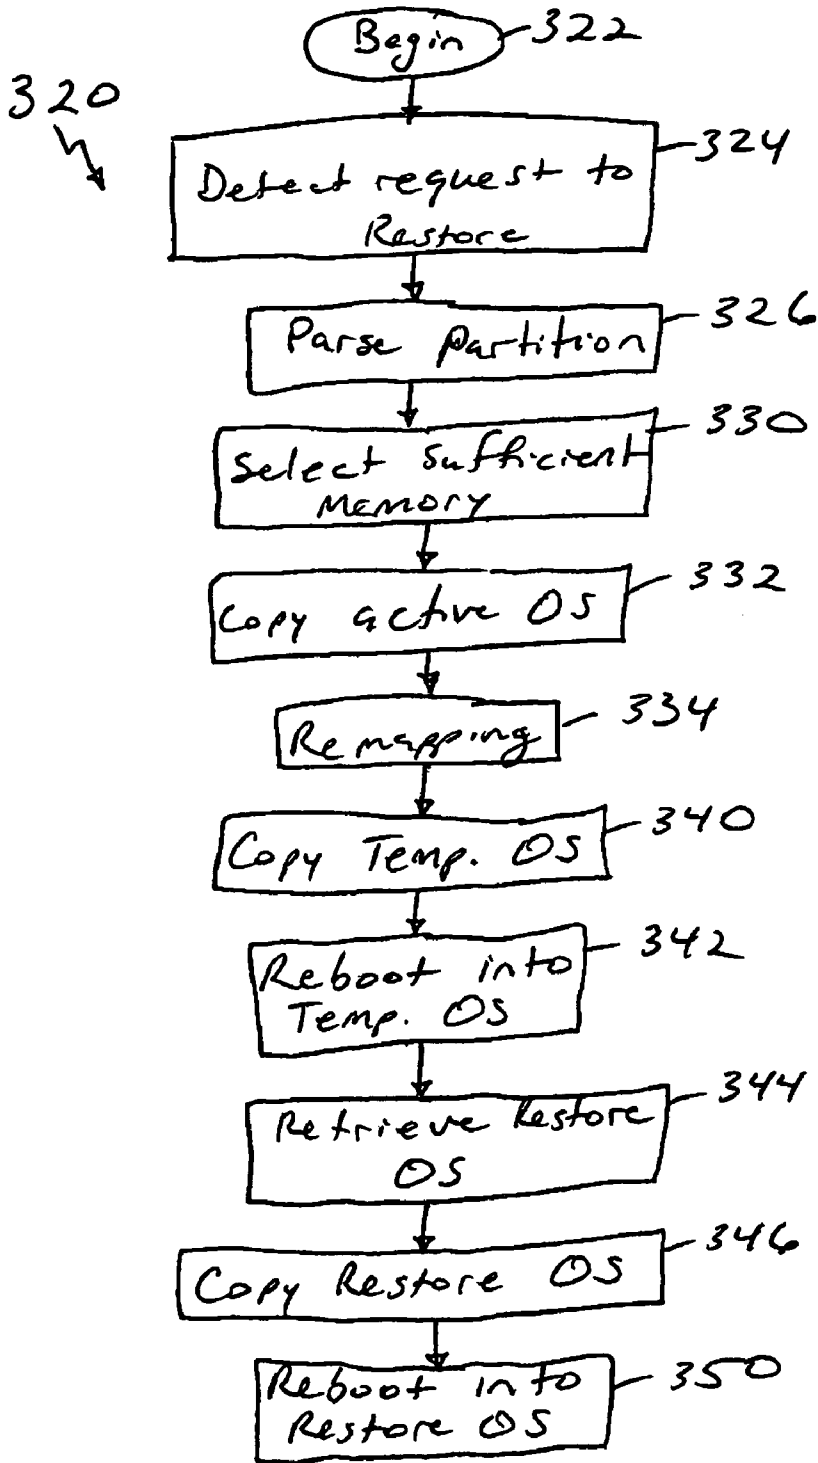 Begin
322
320
324
Detect request to
Restore
326
Parse Partition
330
Select Sufficient
Memory
332
Copy active OS
334
Remapping
340
Copy Temp. OS
342
Reboot into
Temp. OS
344
Retrieve Restore
OS
346
Copy Restore OS
350
Reboot into
Restore OS